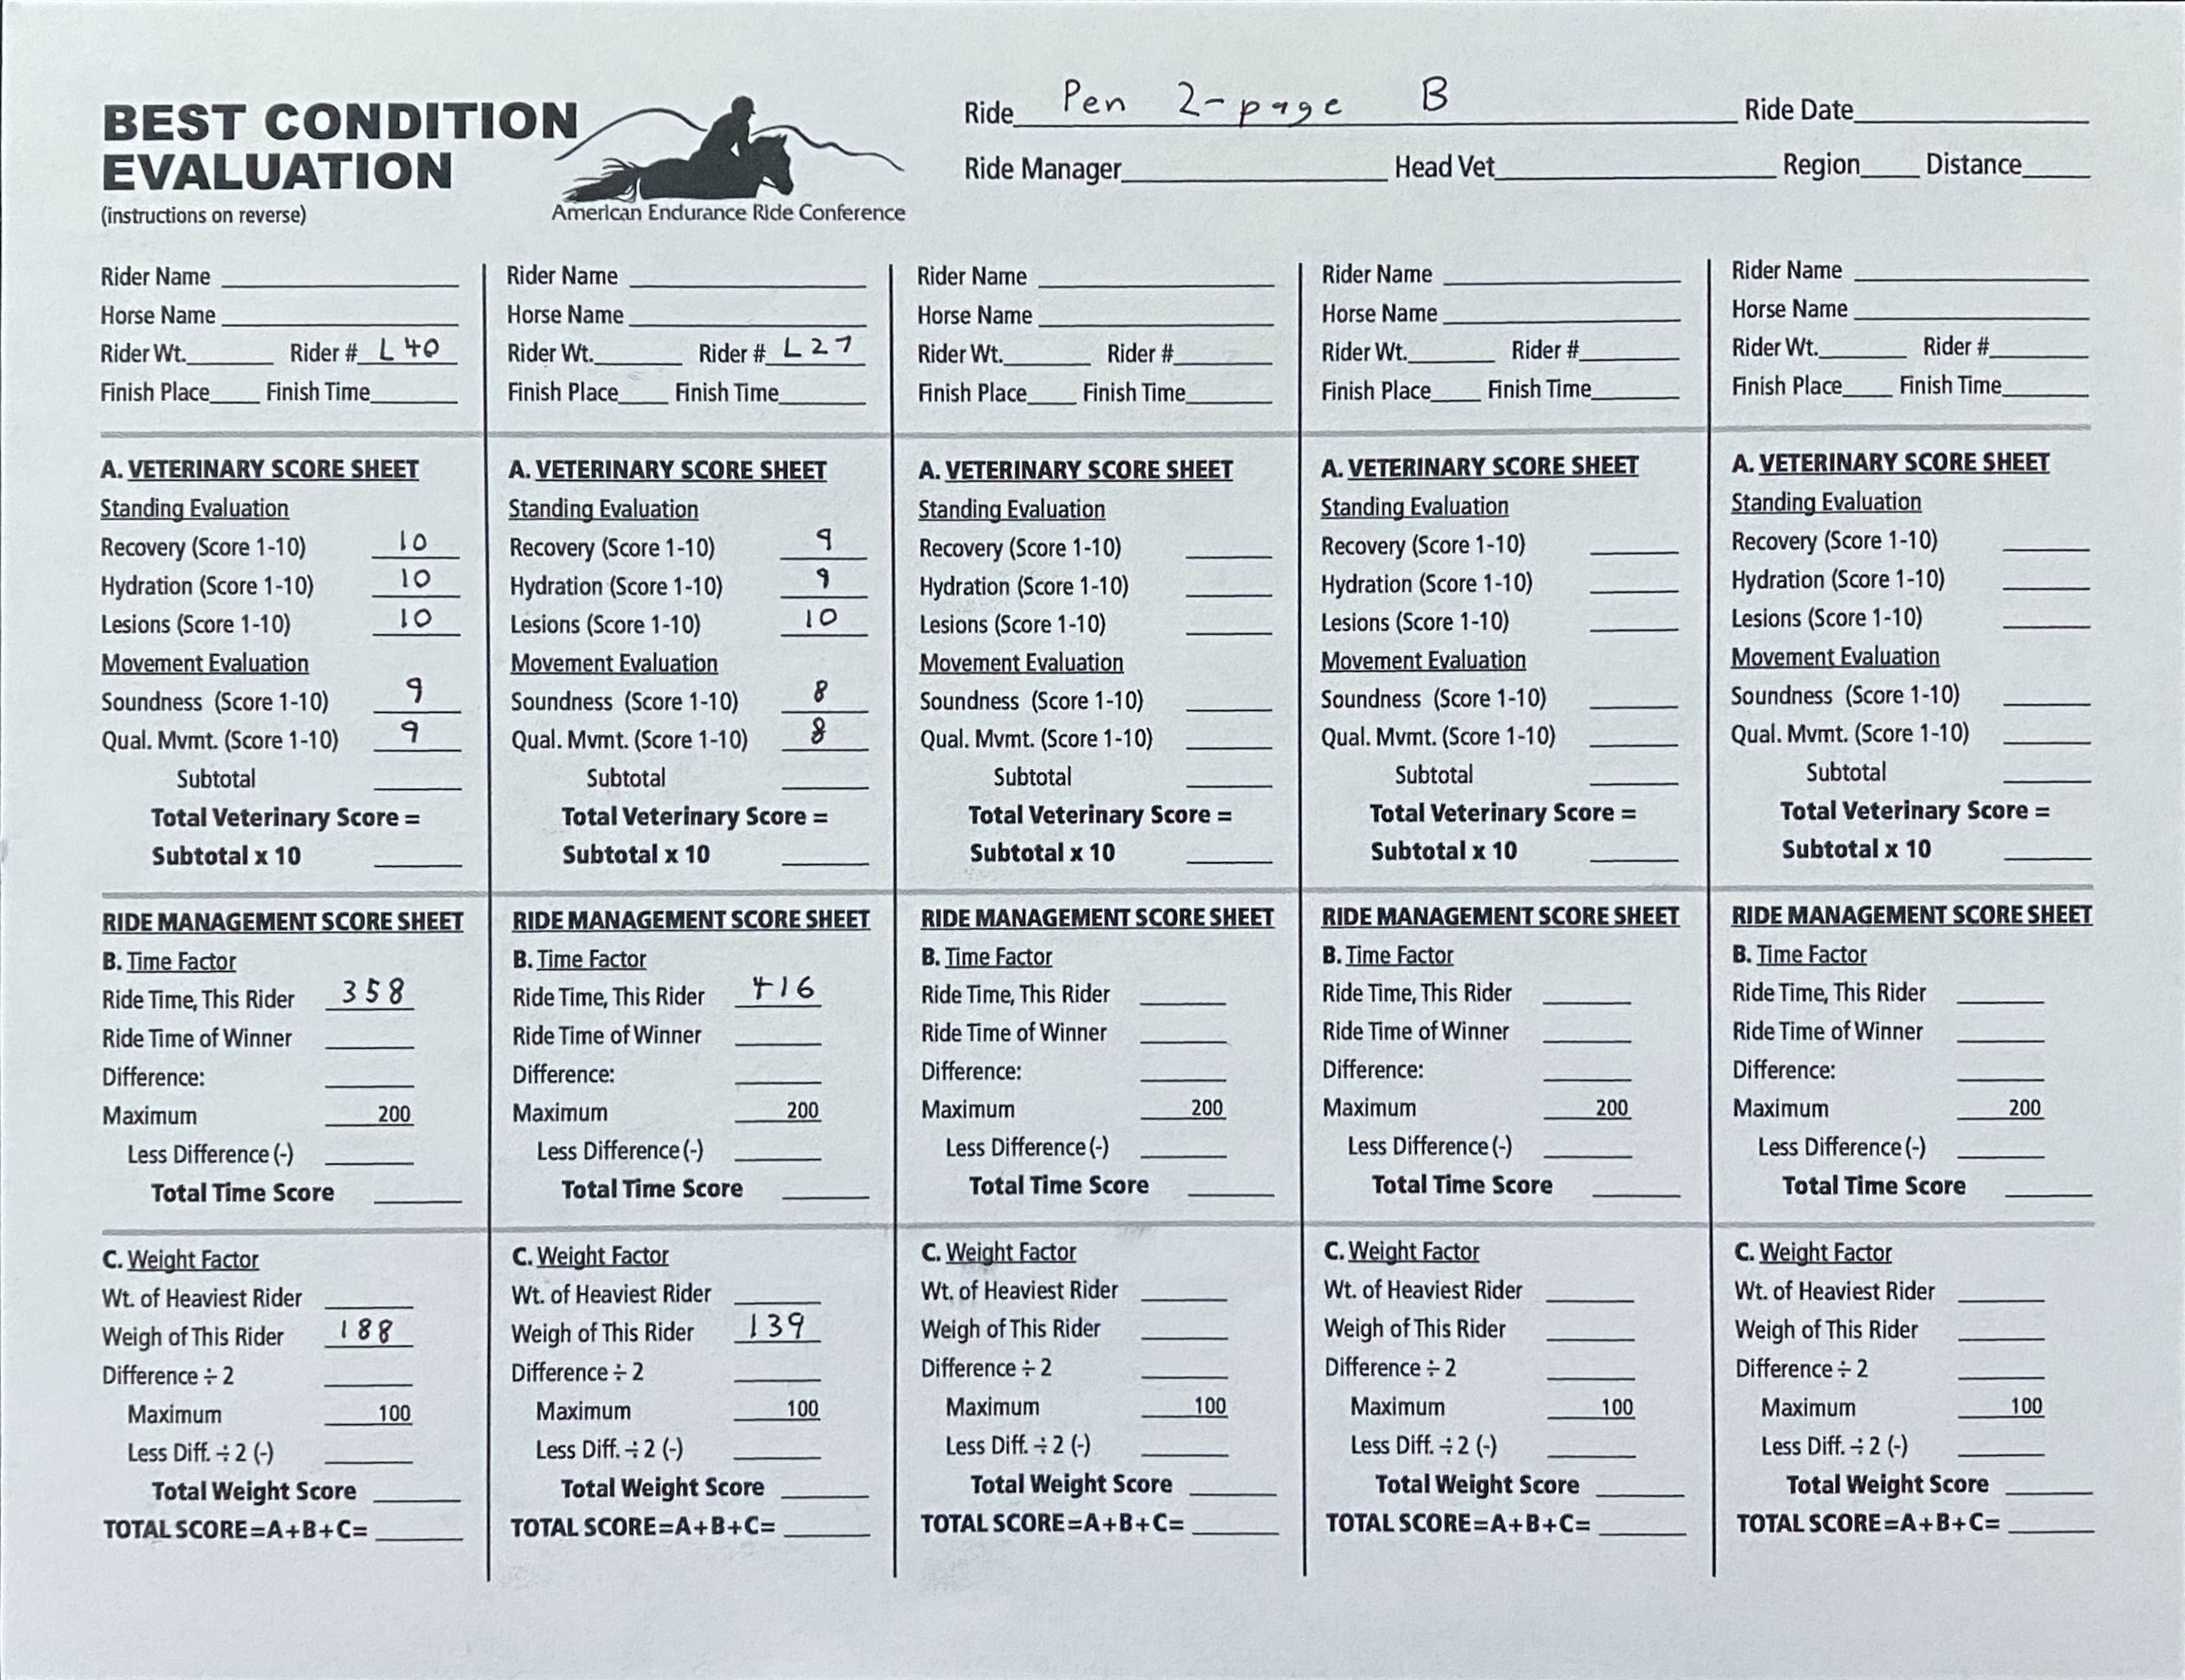 BEST CONDITION
EVALUATION
(instructions on reverse)
American Endurance Ride Conference
Ride Pen 2-page B Ride Date
Ride Manager Head Vet Region Distance
Rider Name
Horse Name
Rider Wt. Rider # L40
Finish Place Finish Time
A. VETERINARY SCORE SHEET
Standing Evaluation
Recovery (Score 1-10) 10
Hydration (Score 1-10) 10
Lesions (Score 1-10) 10
Movement Evaluation
Soundness (Score 1-10) 9
Qual. Mvmt. (Score 1-10) 9
Subtotal
Total Veterinary Score =
Subtotal x 10
RIDE MANAGEMENT SCORE SHEET
B. Time Factor
Ride Time, This Rider 358
Ride Time of Winner
Difference:
Maximum 200
Less Difference (-)
Total Time Score
C. Weight Factor
Wt. of Heaviest Rider
Weigh of This Rider 188
Difference ÷ 2
Maximum 100
Less Diff. ÷ 2 (-)
Total Weight Score
TOTAL SCORE=A+B+C=
Rider Name
Horse Name
Rider Wt. Rider # L27
Finish Place Finish Time
A. VETERINARY SCORE SHEET
Standing Evaluation
Recovery (Score 1-10) 9
Hydration (Score 1-10) 9
Lesions (Score 1-10) 10
Movement Evaluation
Soundness (Score 1-10) 8
Qual. Mvmt. (Score 1-10) 8
Subtotal
Total Veterinary Score =
Subtotal x 10
RIDE MANAGEMENT SCORE SHEET
B. Time Factor
Ride Time, This Rider 416
Ride Time of Winner
Difference:
Maximum 200
Less Difference (-)
Total Time Score
C. Weight Factor
Wt. of Heaviest Rider
Weigh of This Rider 139
Difference ÷ 2
Maximum 100
Less Diff. ÷ 2 (-)
Total Weight Score
TOTAL SCORE=A+B+C=
Rider Name
Horse Name
Rider Wt. Rider #
Finish Place Finish Time
A. VETERINARY SCORE SHEET
Standing Evaluation
Recovery (Score 1-10)
Hydration (Score 1-10)
Lesions (Score 1-10)
Movement Evaluation
Soundness (Score 1-10)
Qual. Mvmt. (Score 1-10)
Subtotal
Total Veterinary Score =
Subtotal x 10
RIDE MANAGEMENT SCORE SHEET
B. Time Factor
Ride Time, This Rider
Ride Time of Winner
Difference:
Maximum 200
Less Difference (-)
Total Time Score
C. Weight Factor
Wt. of Heaviest Rider
Weigh of This Rider
Difference ÷ 2
Maximum 100
Less Diff. ÷ 2 (-)
Total Weight Score
TOTAL SCORE=A+B+C=
Rider Name
Horse Name
Rider Wt. Rider #
Finish Place Finish Time
A. VETERINARY SCORE SHEET
Standing Evaluation
Recovery (Score 1-10)
Hydration (Score 1-10)
Lesions (Score 1-10)
Movement Evaluation
Soundness (Score 1-10)
Qual. Mvmt. (Score 1-10)
Subtotal
Total Veterinary Score =
Subtotal x 10
RIDE MANAGEMENT SCORE SHEET
B. Time Factor
Ride Time, This Rider
Ride Time of Winner
Difference:
Maximum 200
Less Difference (-)
Total Time Score
C. Weight Factor
Wt. of Heaviest Rider
Weigh of This Rider
Difference ÷ 2
Maximum 100
Less Diff. ÷ 2 (-)
Total Weight Score
TOTAL SCORE=A+B+C=
Rider Name
Horse Name
Rider Wt. Rider #
Finish Place Finish Time
A. VETERINARY SCORE SHEET
Standing Evaluation
Recovery (Score 1-10)
Hydration (Score 1-10)
Lesions (Score 1-10)
Movement Evaluation
Soundness (Score 1-10)
Qual. Mvmt. (Score 1-10)
Subtotal
Total Veterinary Score =
Subtotal x 10
RIDE MANAGEMENT SCORE SHEET
B. Time Factor
Ride Time, This Rider
Ride Time of Winner
Difference:
Maximum 200
Less Difference (-)
Total Time Score
C. Weight Factor
Wt. of Heaviest Rider
Weigh of This Rider
Difference ÷ 2
Maximum 100
Less Diff. ÷ 2 (-)
Total Weight Score
TOTAL SCORE=A+B+C=